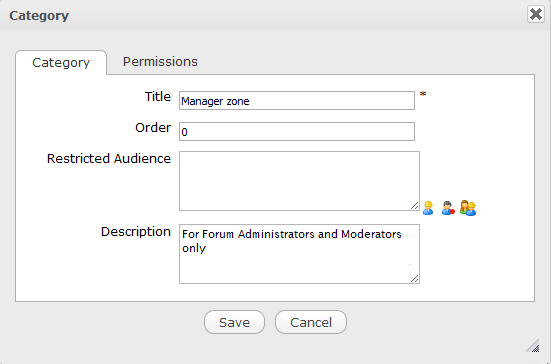 Category
Category Permissions
Title Manager zone *
Order 0
Restricted Audience
Description For Forum Administrators and Moderators
only
Save Cancel